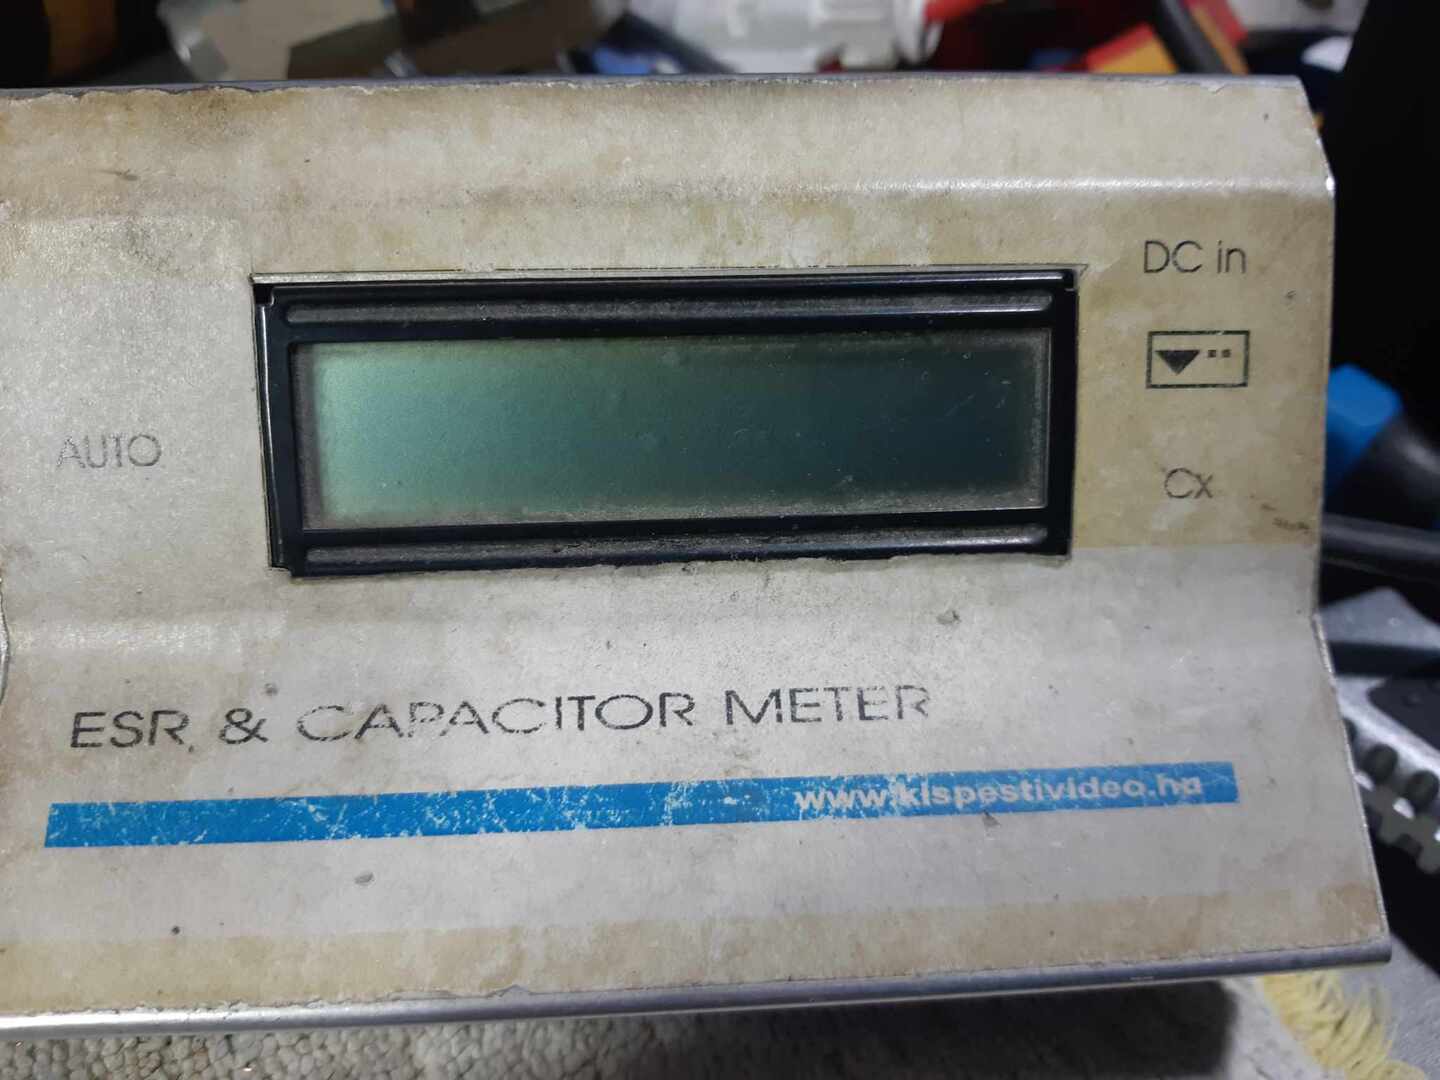 DC in
AUTO
Cx
ESR & CAPACITOR METER
www.kispestivideo.hu